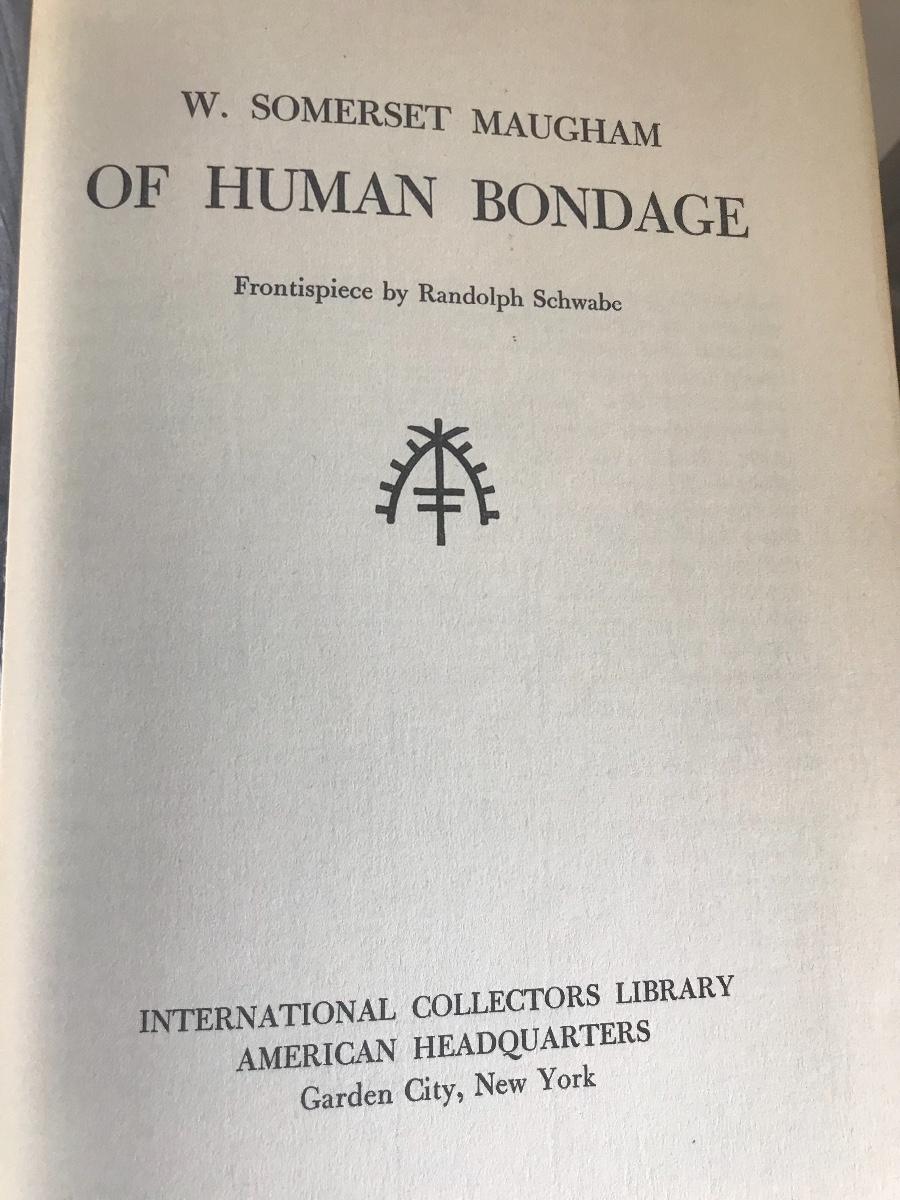 W. SOMERSET MAUGHAM
OF HUMAN BONDAGE
Frontispiece by Randolph Schwabe
INTERNATIONAL COLLECTORS LIBRARY
AMERICAN HEADQUARTERS
Garden City, New York